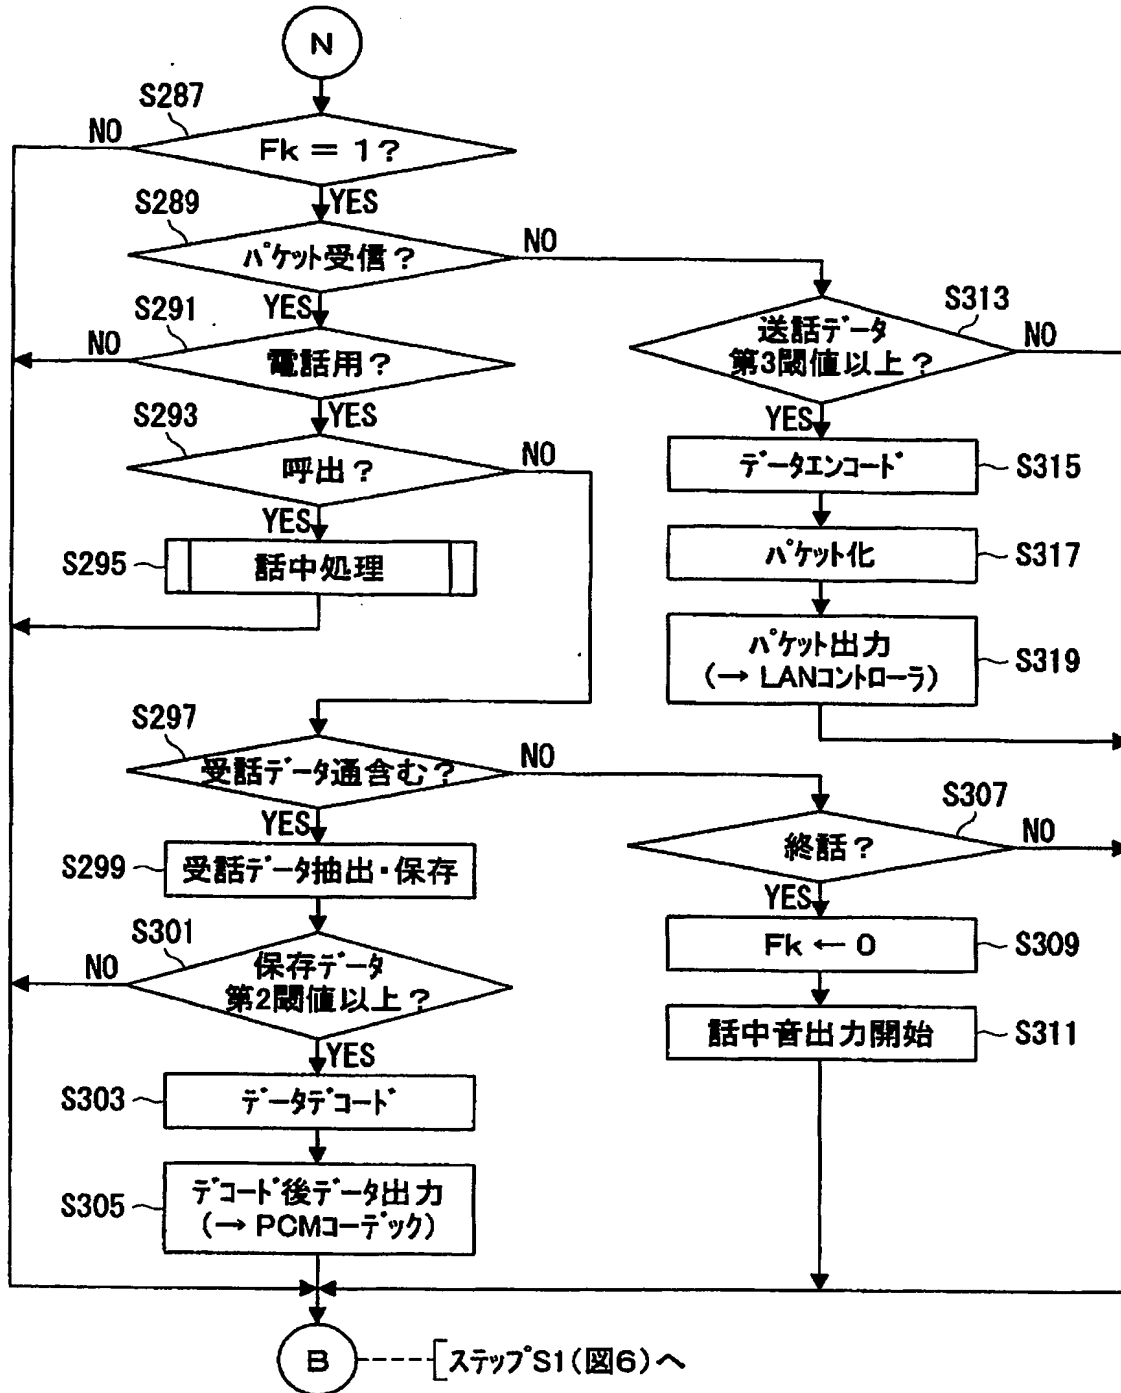 N
S287
NO
Fk = 1?
YES
S289
パケット受信?
NO
YES
S291
NO
電話用?
YES
S293
呼出?
NO
YES
S295
話中処理
S313
送話データ
第3閾値以上?
NO
YES
データエンコード
S315
パケット化
S317
パケット出力
(→ LANコントローラ)
S319
S297
受話データ通含む?
NO
YES
S299
受話データ抽出・保存
S301
NO
保存データ
第2閾値以上?
YES
S303
データデコード
S305
デコード後データ出力
(→ PCMコーデック)
S307
終話?
NO
YES
Fk ← 0
S309
話中音出力開始
S311
B
ステップS1(図6)へ